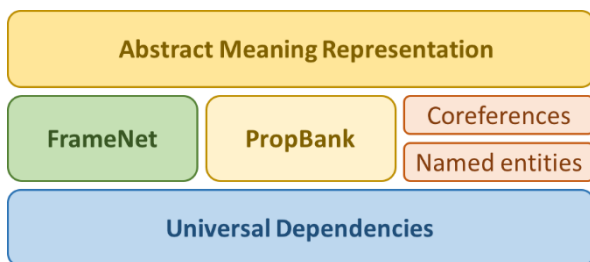 Abstract Meaning Representation
FrameNet
PropBank
Coreferences
Named entities
Universal Dependencies